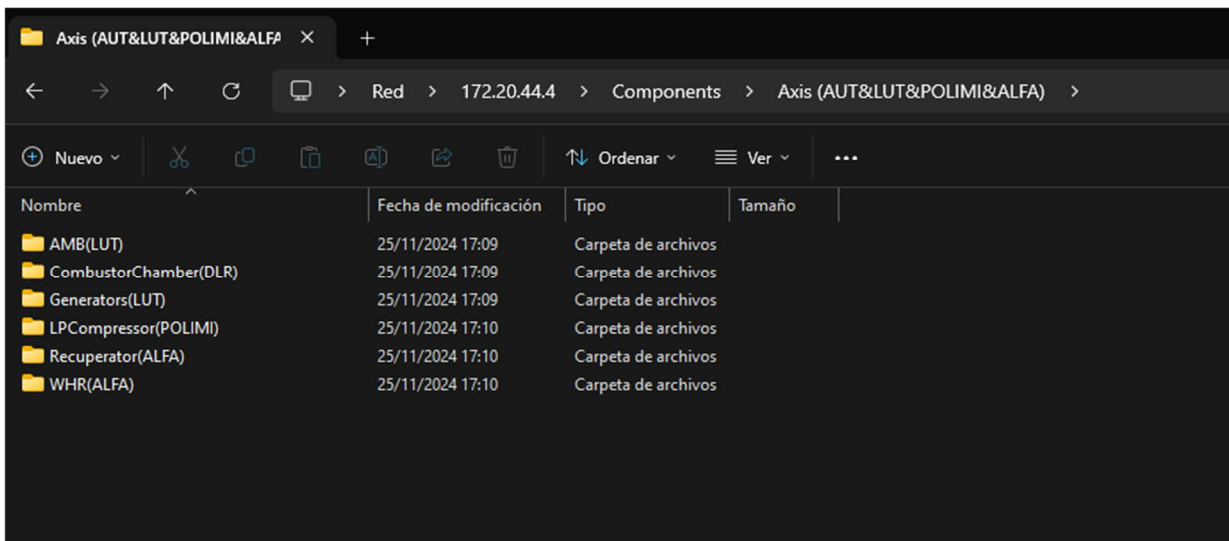 Axis (AUT&LUT&POLIMI&ALFA
Red > 172.20.44.4 > Components > Axis (AUT&LUT&POLIMI&ALFA) >
Nuevo Ordenar Ver
Nombre Fecha de modificación Tipo Tamaño
AMB(LUT) 25/11/2024 17:09 Carpeta de archivos
CombustorChamber(DLR) 25/11/2024 17:09 Carpeta de archivos
Generators(LUT) 25/11/2024 17:09 Carpeta de archivos
LPCompressor(POLIMI) 25/11/2024 17:10 Carpeta de archivos
Recuperator(ALFA) 25/11/2024 17:10 Carpeta de archivos
WHR(ALFA) 25/11/2024 17:10 Carpeta de archivos